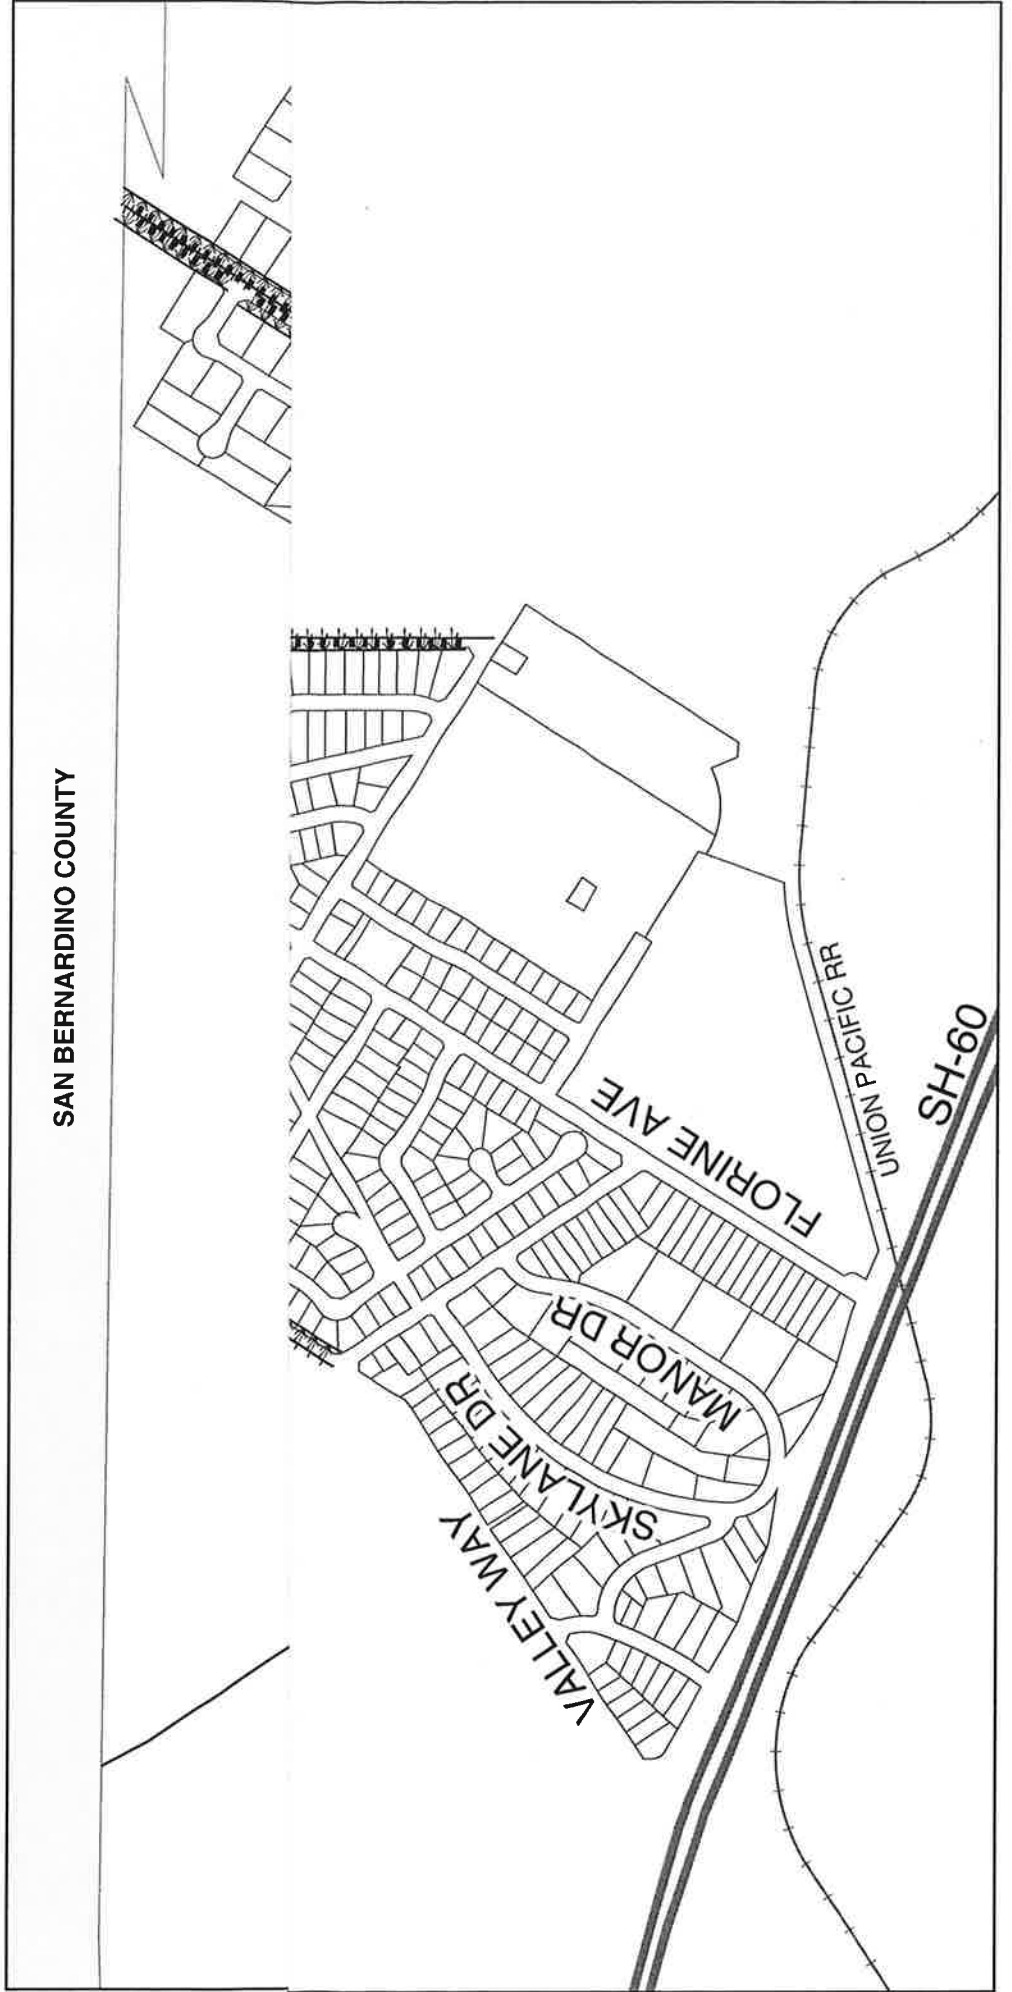 SAN BERNARDINO COUNTY
UNION PACIFIC RR
SH-60
FLORINE AVE
MANOR DR
SKYLANE DR
VALLEY WAY